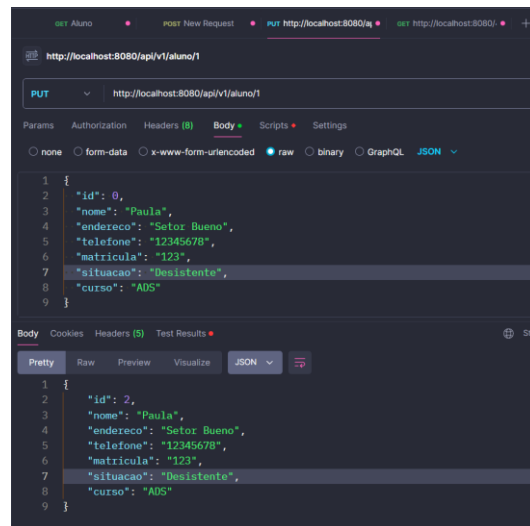 GET Aluno POST New Request PUT http://localhost:8080/a GET http://localhost:8080/ +
HTTP http://localhost:8080/api/v1/aluno/1
PUT http://localhost:8080/api/v1/aluno/1
Params Authorization Headers (8) Body Scripts Settings
none form-data x-www-form-urlencoded raw binary GraphQL JSON
1 {
2 "id": 0,
3 "nome": "Paula",
4 "endereco": "Setor Bueno",
5 "telefone": "12345678",
6 "matricula": "123",
7 "situacao": "Desistente",
8 "curso": "ADS"
9 }
Body Cookies Headers (5) Test Results
Pretty Raw Preview Visualize JSON
1 {
2 "id": 2,
3 "nome": "Paula",
4 "endereco": "Setor Bueno",
5 "telefone": "12345678",
6 "matricula": "123",
7 "situacao": "Desistente",
8 "curso": "ADS"
9 }